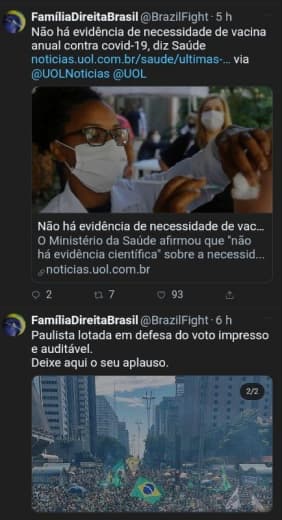 FamíliaDireitaBrasil @BrazilFight · 5 h
Não há evidência de necessidade de vacina
anual contra covid-19, diz Saúde
noticias.uol.com.br/saude/ultimas-... via
@UOLNoticias @UOL
Não há evidência de necessidade de vac...
O Ministério da Saúde afirmou que "não
há evidência científica" sobre a necessid...
noticias.uol.com.br
2 7 93
FamíliaDireitaBrasil @BrazilFight · 6 h
Paulista lotada em defesa do voto impresso
e auditável.
Deixe aqui o seu aplauso.
2/2